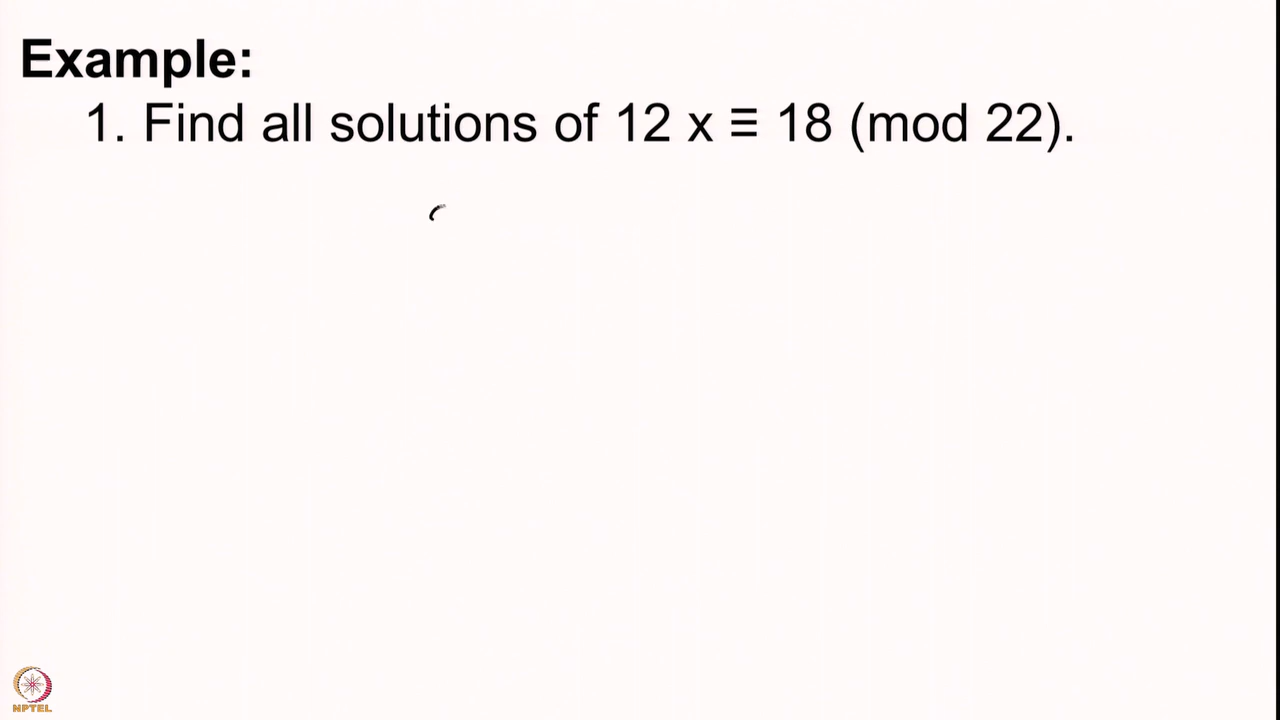 Example:
1. Find all solutions of 12 x ≡ 18 (mod 22).
NPTEL